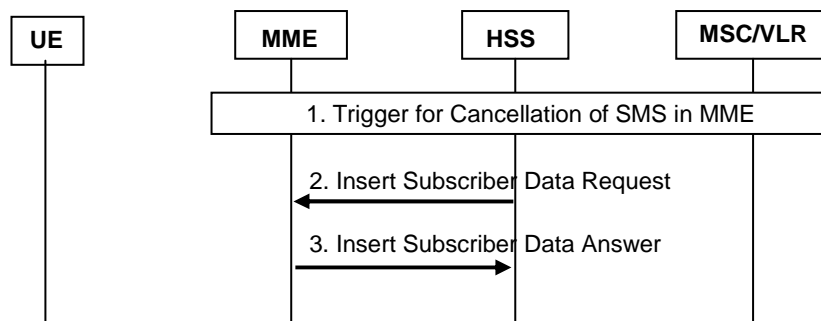 UE
MME
HSS
MSC/VLR
1. Trigger for Cancellation of SMS in MME
2. Insert Subscriber Data Request
3. Insert Subscriber Data Answer